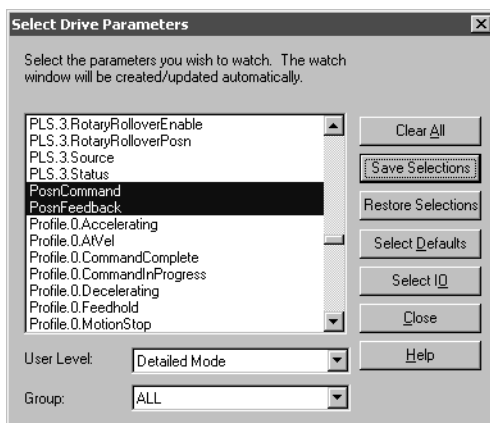 Select Drive Parameters
Select the parameters you wish to watch. The watch
window will be created/updated automatically.
PLS.3.RotaryRolloverEnable
PLS.3.RotaryRolloverPosn
PLS.3.Source
PLS.3.Status
PosnCommand
PosnFeedback
Profile.0.Accelerating
Profile.0.AtVel
Profile.0.CommandComplete
Profile.0.CommandInProgress
Profile.0.Decelerating
Profile.0.Feedhold
Profile.0.MotionStop
Clear All
Save Selections
Restore Selections
Select Defaults
Select IO
Close
Help
User Level:
Detailed Mode
Group:
ALL